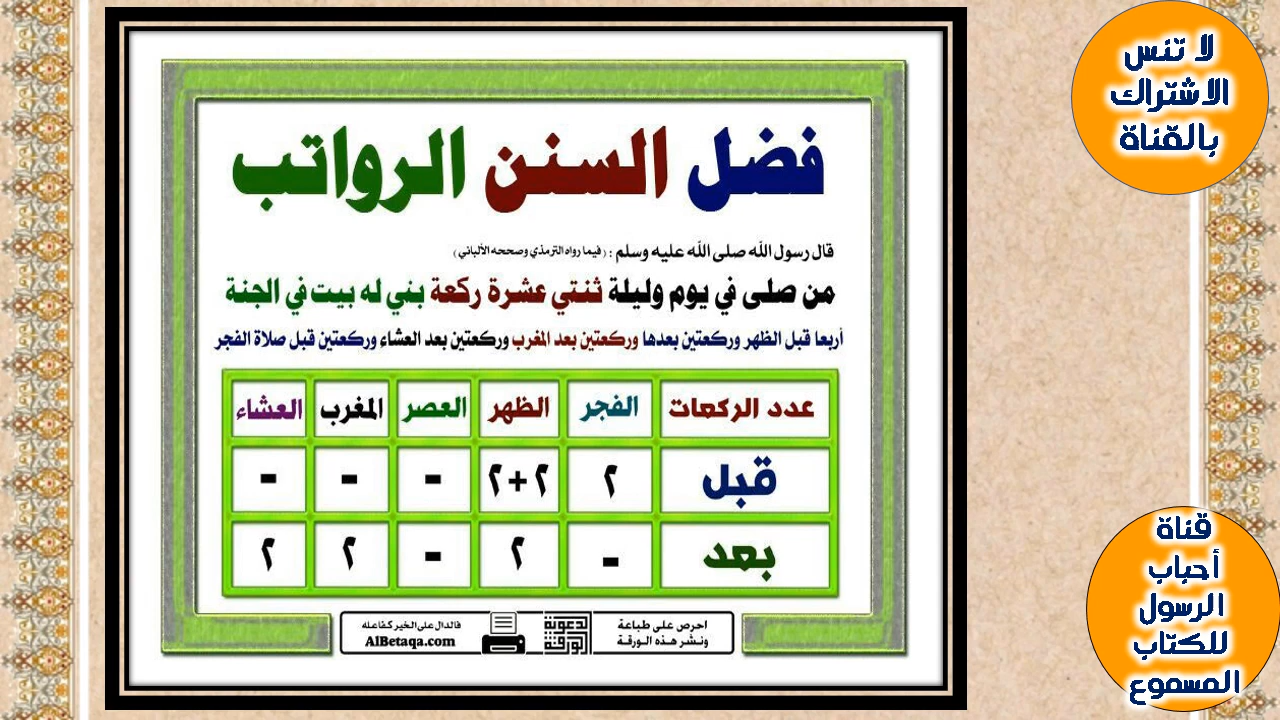 فضل السنن الرواتب
قال رسول الله صلى الله عليه وسلم : (فيما رواه الترمذي وصححه الألباني)
من صلى في يوم وليلة ثنتي عشرة ركعة بني له بيت في الجنة
أربعا قبل الظهر وركعتين بعدها وركعتين بعد المغرب وركعتين بعد العشاء وركعتين قبل صلاة الفجر
عدد الركعات الفجر الظهر العصر المغرب العشاء
قبل ٢ ٢+٢ - - -
بعد - ٢ - ٢ ٢
احرص على طباعة
ونشر هذه الورقة
الدعوية
الورقة
فالدال على الخير كفاعله
AlBetaqa.com
لا تنس
الاشتراك
بالقناة
قناة
أحباب
الرسول
للكتاب
المسموع